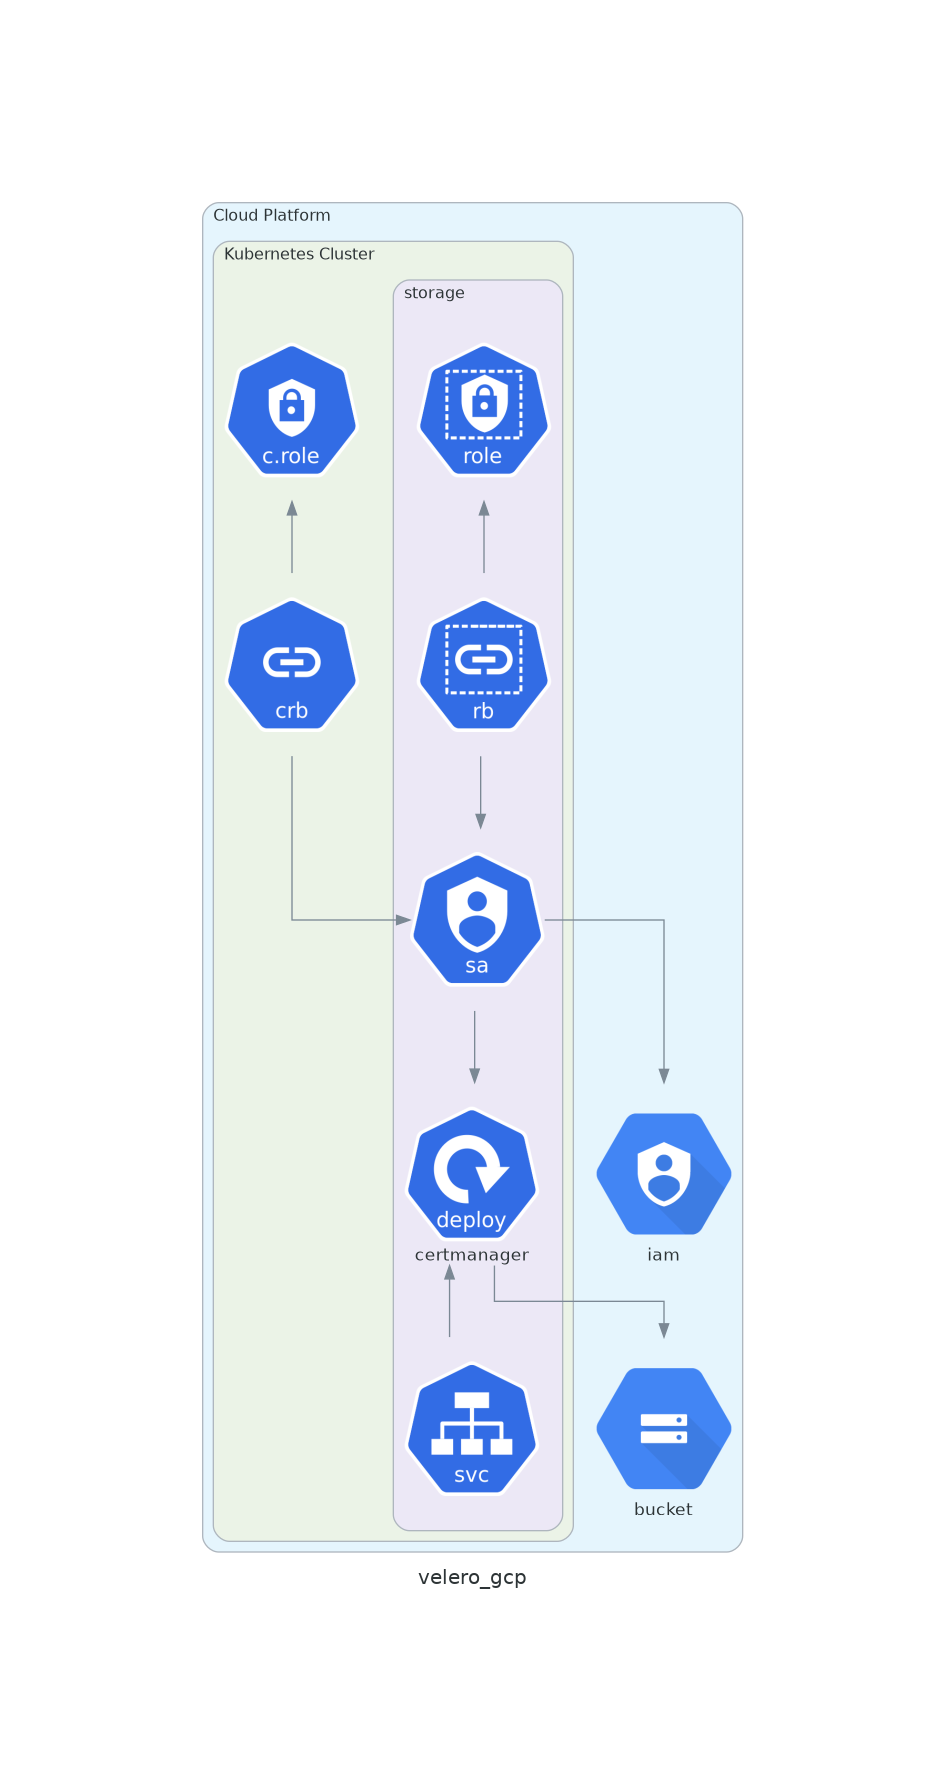 Cloud Platform
Kubernetes Cluster
storage
c.role
role
crb
rb
sa
deploy
certmanager
iam
svc
bucket
velero_gcp